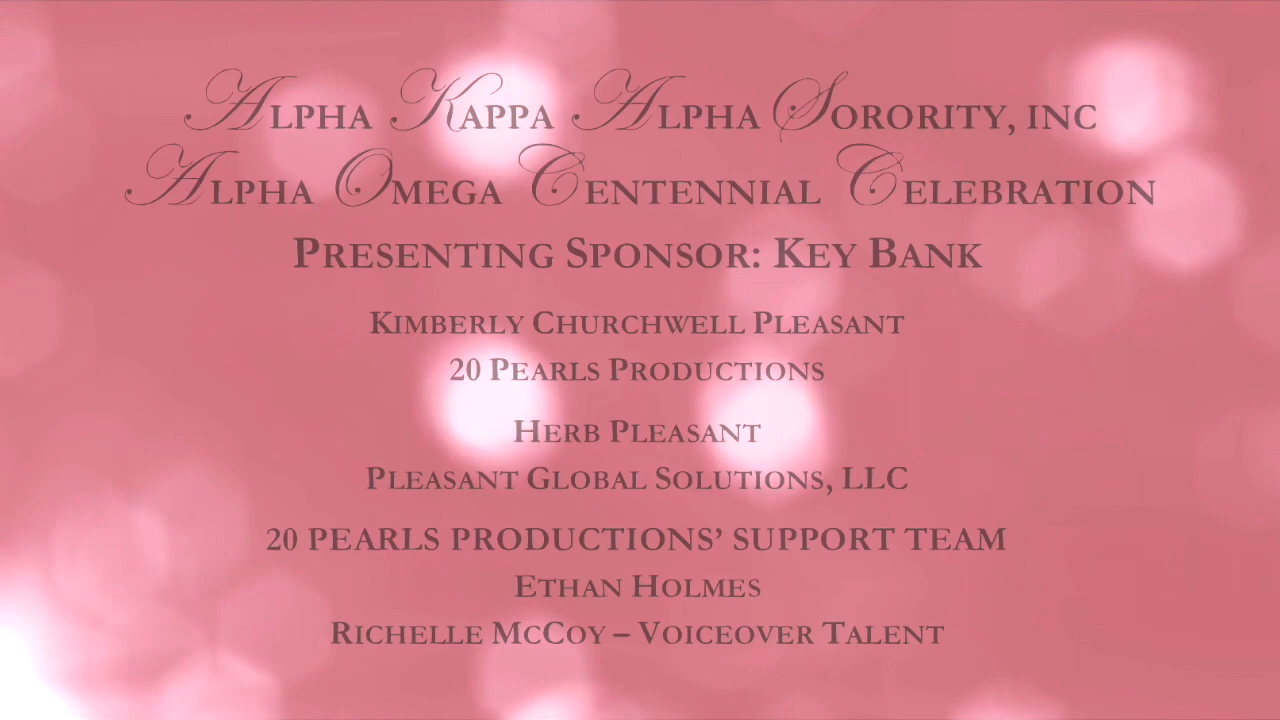 Alpha Kappa Alpha Sorority, inc
Alpha Omega Centennial Celebration
Presenting Sponsor: Key Bank
Kimberly Churchwell Pleasant
20 Pearls Productions
Herb Pleasant
Pleasant Global Solutions, LLC
20 PEARLS PRODUCTIONS’ SUPPORT TEAM
Ethan Holmes
Richelle McCoy – Voiceover Talent